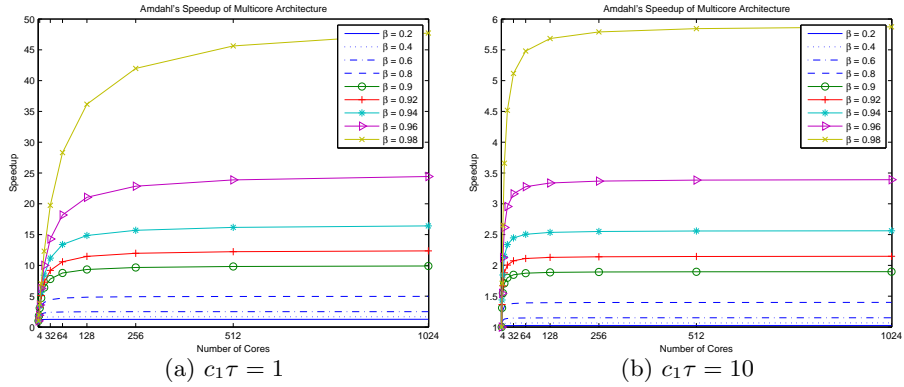 Amdahl's Speedup of Multicore Architecture
50
45
40
35
30
25
20
15
10
5
0
Speedup
β = 0.2
β = 0.4
β = 0.6
β = 0.8
β = 0.9
β = 0.92
β = 0.94
β = 0.96
β = 0.98
4 32 64 128 256 512 1024
Number of Cores
(a) c₁τ = 1
Amdahl's Speedup of Multicore Architecture
6
5.5
5
4.5
4
3.5
3
2.5
2
1.5
1
Speedup
β = 0.2
β = 0.4
β = 0.6
β = 0.8
β = 0.9
β = 0.92
β = 0.94
β = 0.96
β = 0.98
4 32 64 128 256 512 1024
Number of Cores
(b) c₁τ = 10